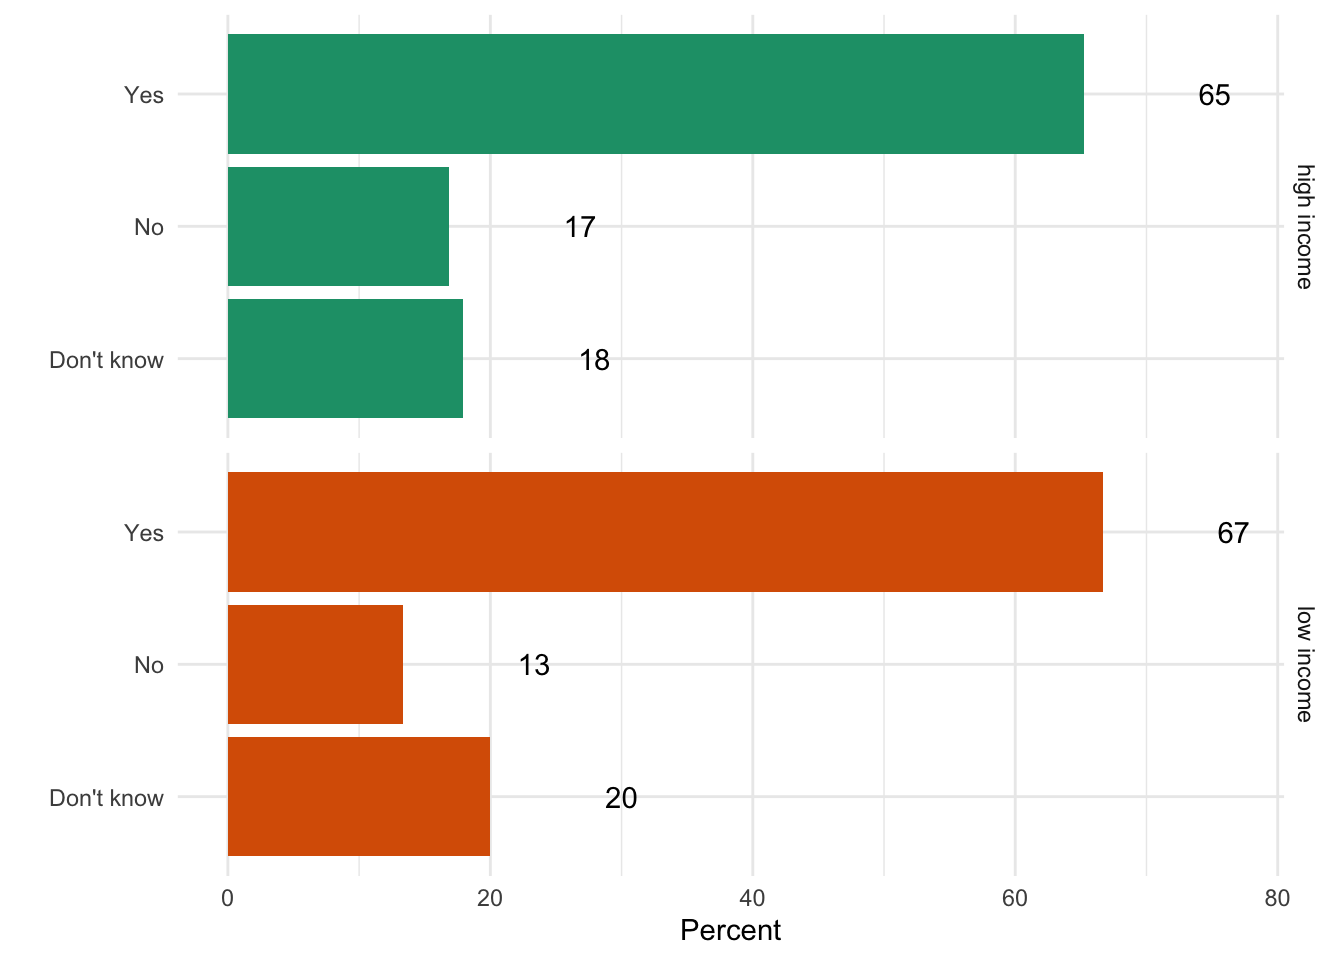 Yes
65
No
17
Don't know
18
high income
Yes
67
No
13
Don't know
20
low income
0 20 40 60 80
Percent